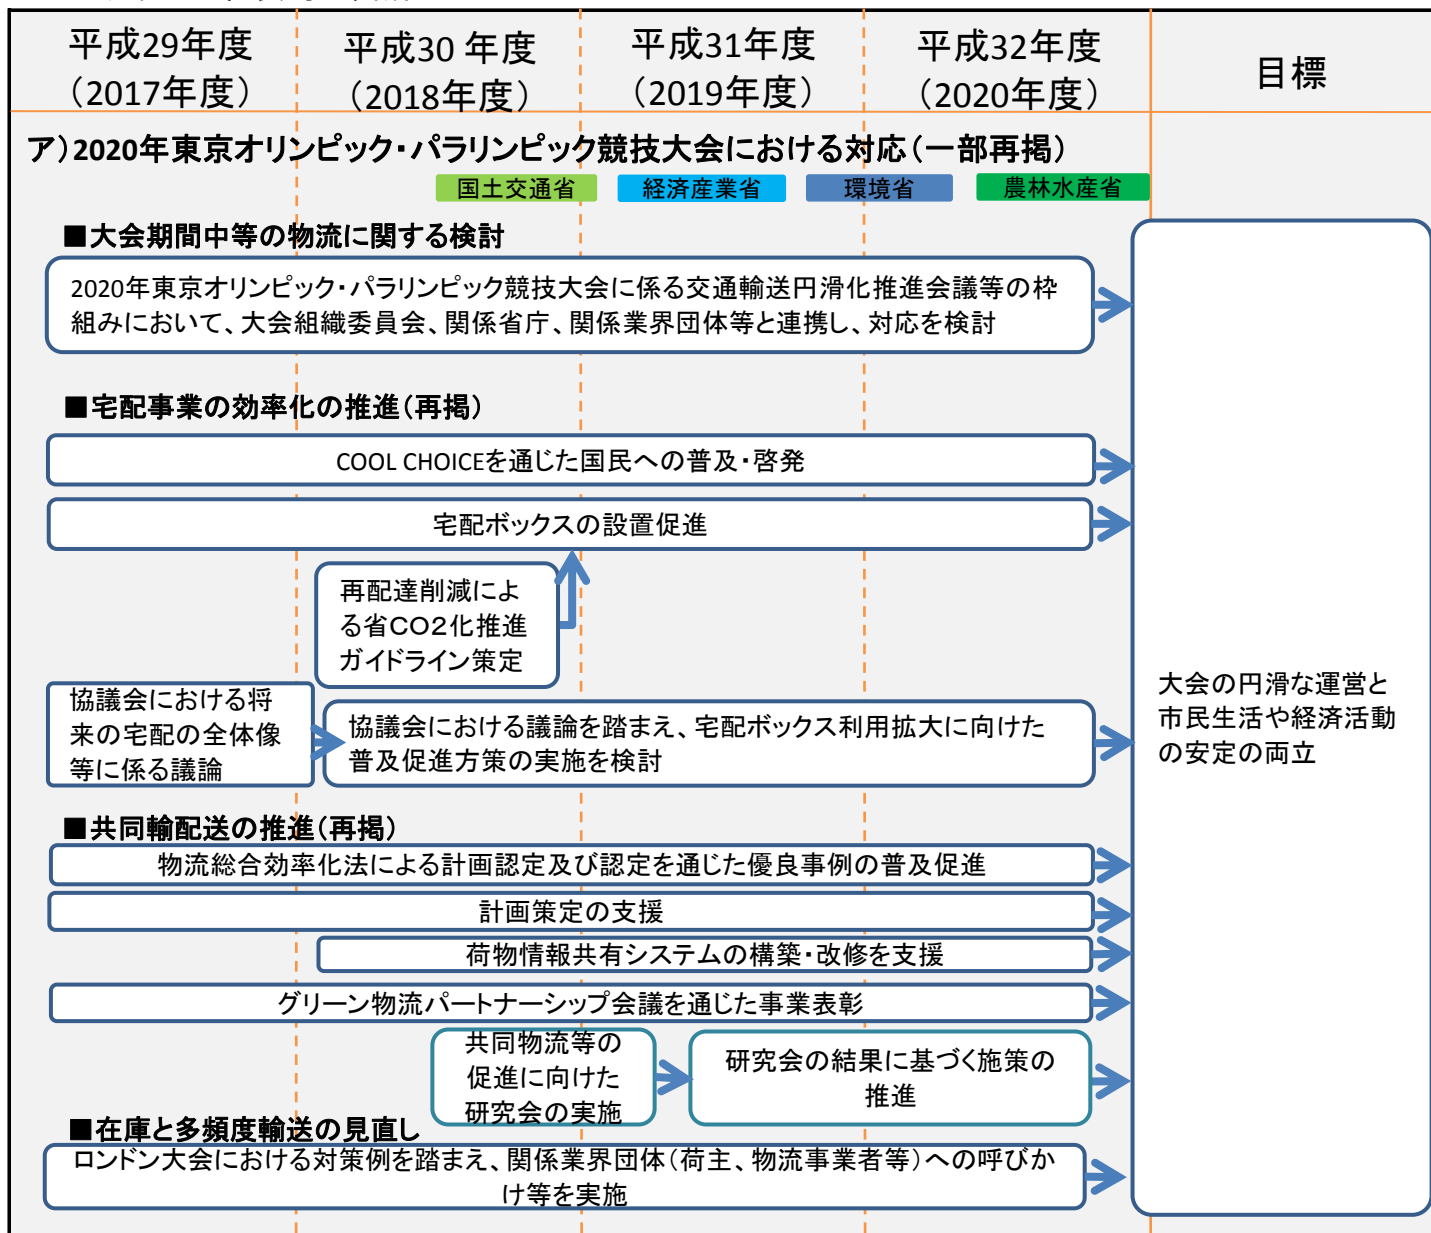 平成29年度
（2017年度）
平成30 年度
（2018年度）
平成31年度
（2019年度）
平成32年度
（2020年度）
目標
ア）2020年東京オリンピック・パラリンピック競技大会における対応（一部再掲）
国土交通省
経済産業省
環境省
農林水産省
■大会期間中等の物流に関する検討
2020年東京オリンピック・パラリンピック競技大会に係る交通輸送円滑化推進会議等の枠
組みにおいて、大会組織委員会、関係省庁、関係業界団体等と連携し、対応を検討
■宅配事業の効率化の推進（再掲）
COOL CHOICEを通じた国民への普及・啓発
宅配ボックスの設置促進
再配達削減によ
る省CO2化推進
ガイドライン策定
協議会における将
来の宅配の全体像
等に係る議論
協議会における議論を踏まえ、宅配ボックス利用拡大に向けた
普及促進方策の実施を検討
大会の円滑な運営と
市民生活や経済活動
の安定の両立
■共同輸配送の推進（再掲）
物流総合効率化法による計画認定及び認定を通じた優良事例の普及促進
計画策定の支援
荷物情報共有システムの構築・改修を支援
グリーン物流パートナーシップ会議を通じた事業表彰
共同物流等の
促進に向けた
研究会の実施
研究会の結果に基づく施策の
推進
■在庫と多頻度輸送の見直し
ロンドン大会における対策例を踏まえ、関係業界団体（荷主、物流事業者等）への呼びか
け等を実施